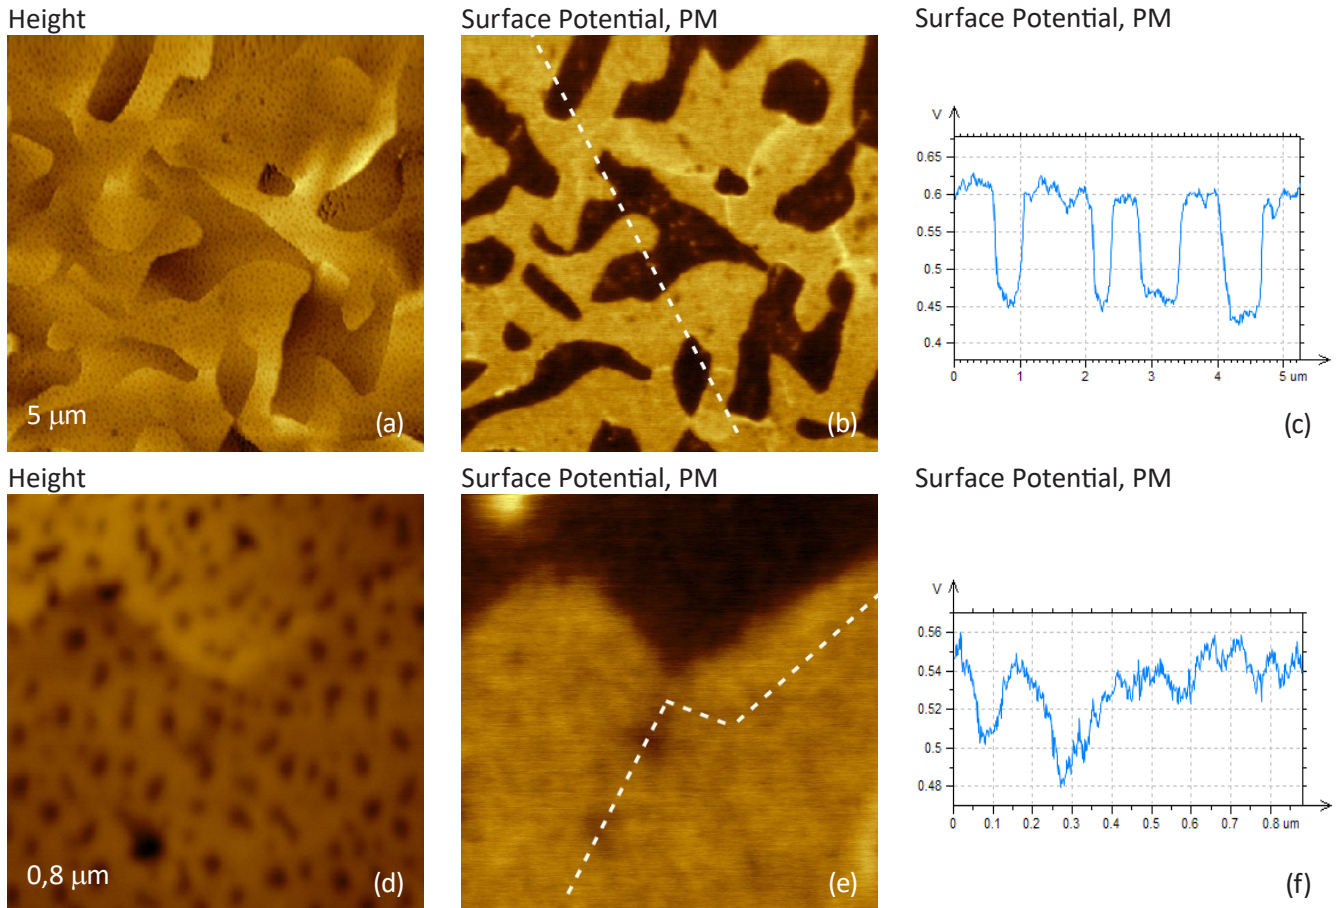 Height
Surface Potential, PM
Surface Potential, PM
5 μm
(a)
(b)
V
0.65
0.6
0.55
0.5
0.45
0.4
0 1 2 3 4 5 um
(c)
Height
Surface Potential, PM
Surface Potential, PM
0,8 μm
(d)
(e)
V
0.56
0.54
0.52
0.5
0.48
0 0.1 0.2 0.3 0.4 0.5 0.6 0.7 0.8 um
(f)